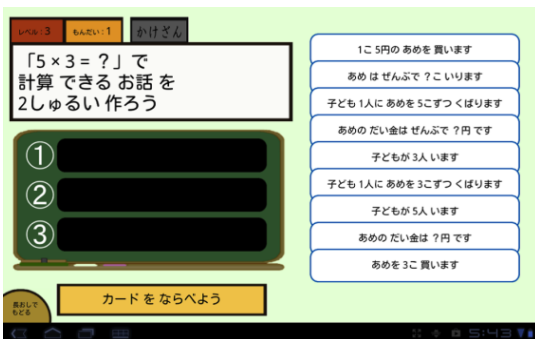 レベル:3
もんだい:1
かけざん
「5×3=?」で
計算 できる お話 を
2しゅるい 作ろう
①
②
③
カード を ならべよう
長おしで
もどる
1こ 5円の あめを 買います
あめ は ぜんぶで ?こ いります
子ども 1人に あめを 5こずつ くばります
あめの だい金は ぜんぶで ?円 です
子どもが 3人 います
子ども 1人に あめを 3こずつ くばります
子どもが 5人 います
あめの だい金は ?円 です
あめを 3こ 買います
5:43